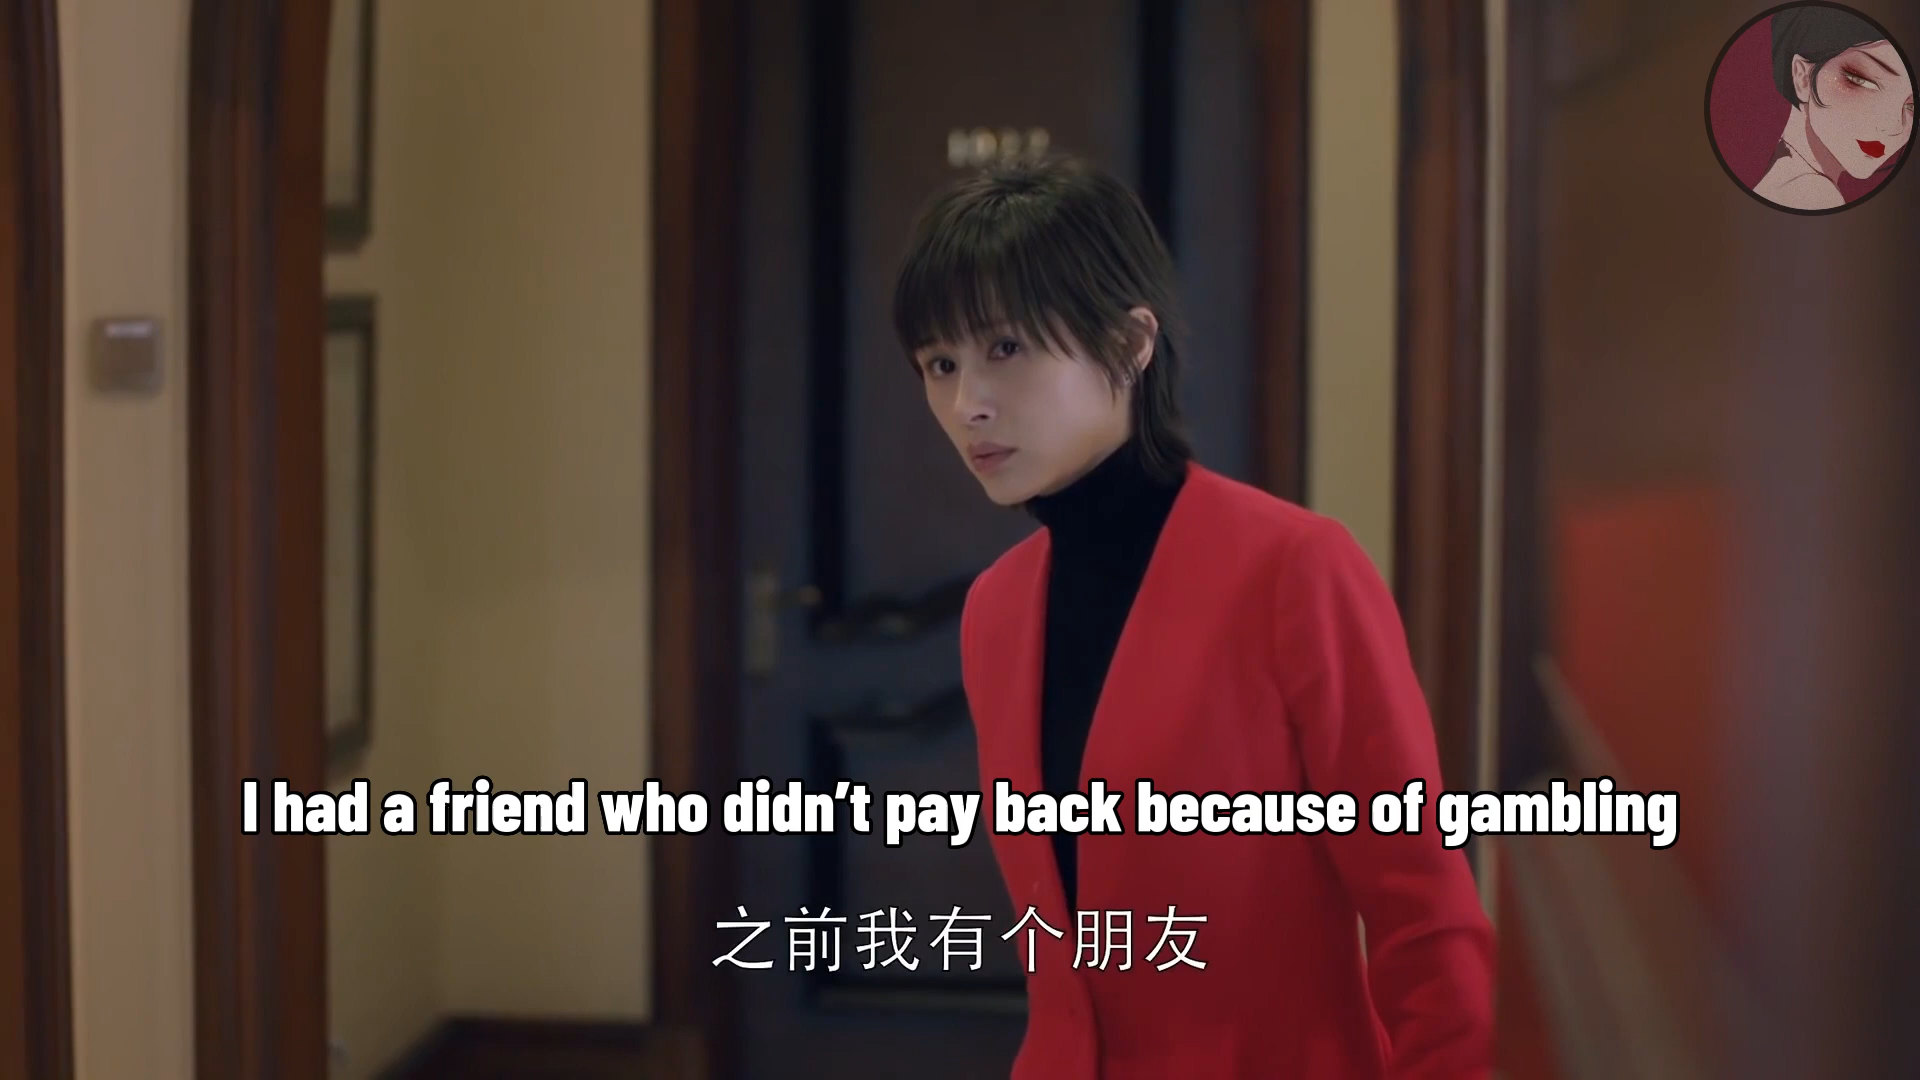 I had a friend who didn't pay back because of gambling
之前我有个朋友